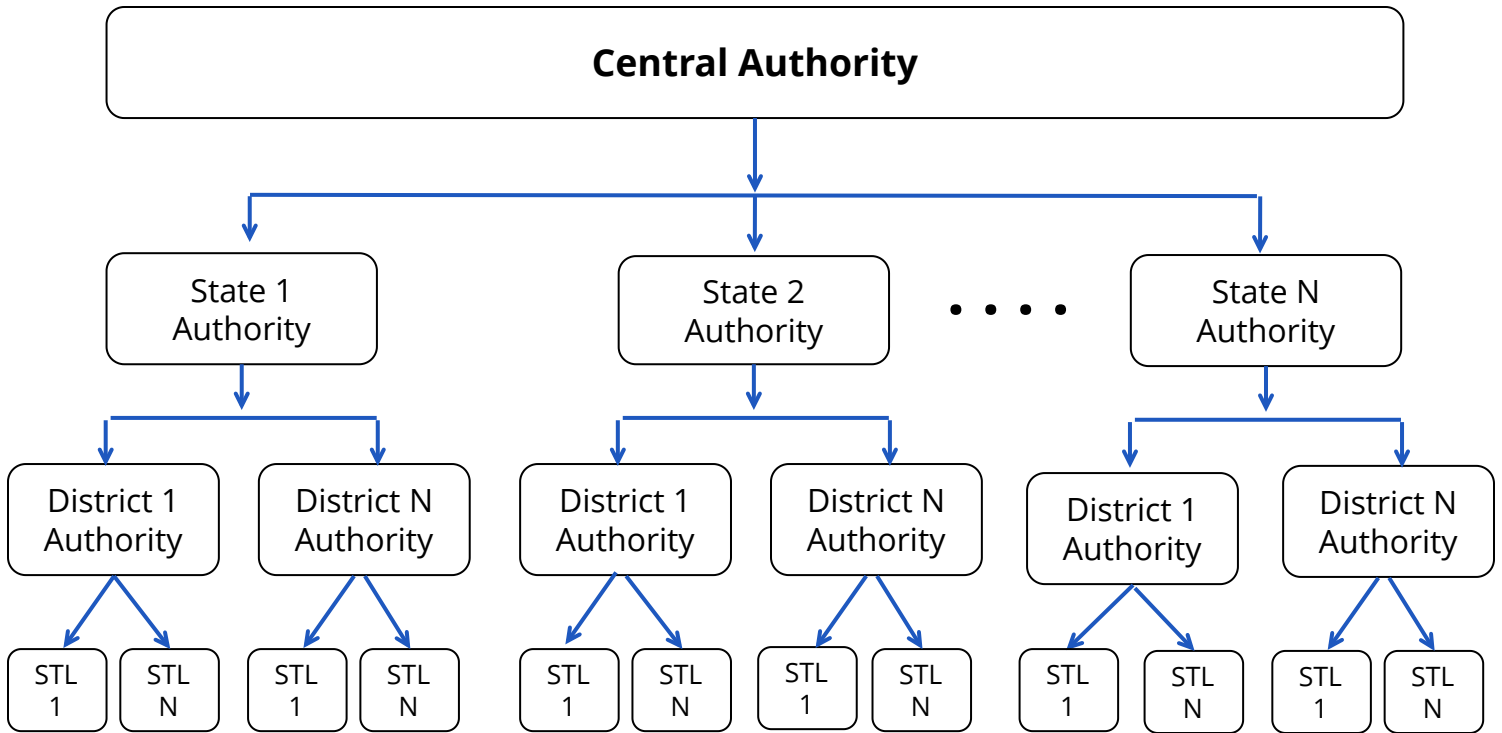 Central Authority
State 1
Authority
State 2
Authority
. . . .
State N
Authority
District 1
Authority
District N
Authority
District 1
Authority
District N
Authority
District 1
Authority
District N
Authority
STL
1
STL
N
STL
1
STL
N
STL
1
STL
N
STL
1
STL
N
STL
1
STL
N
STL
1
STL
N